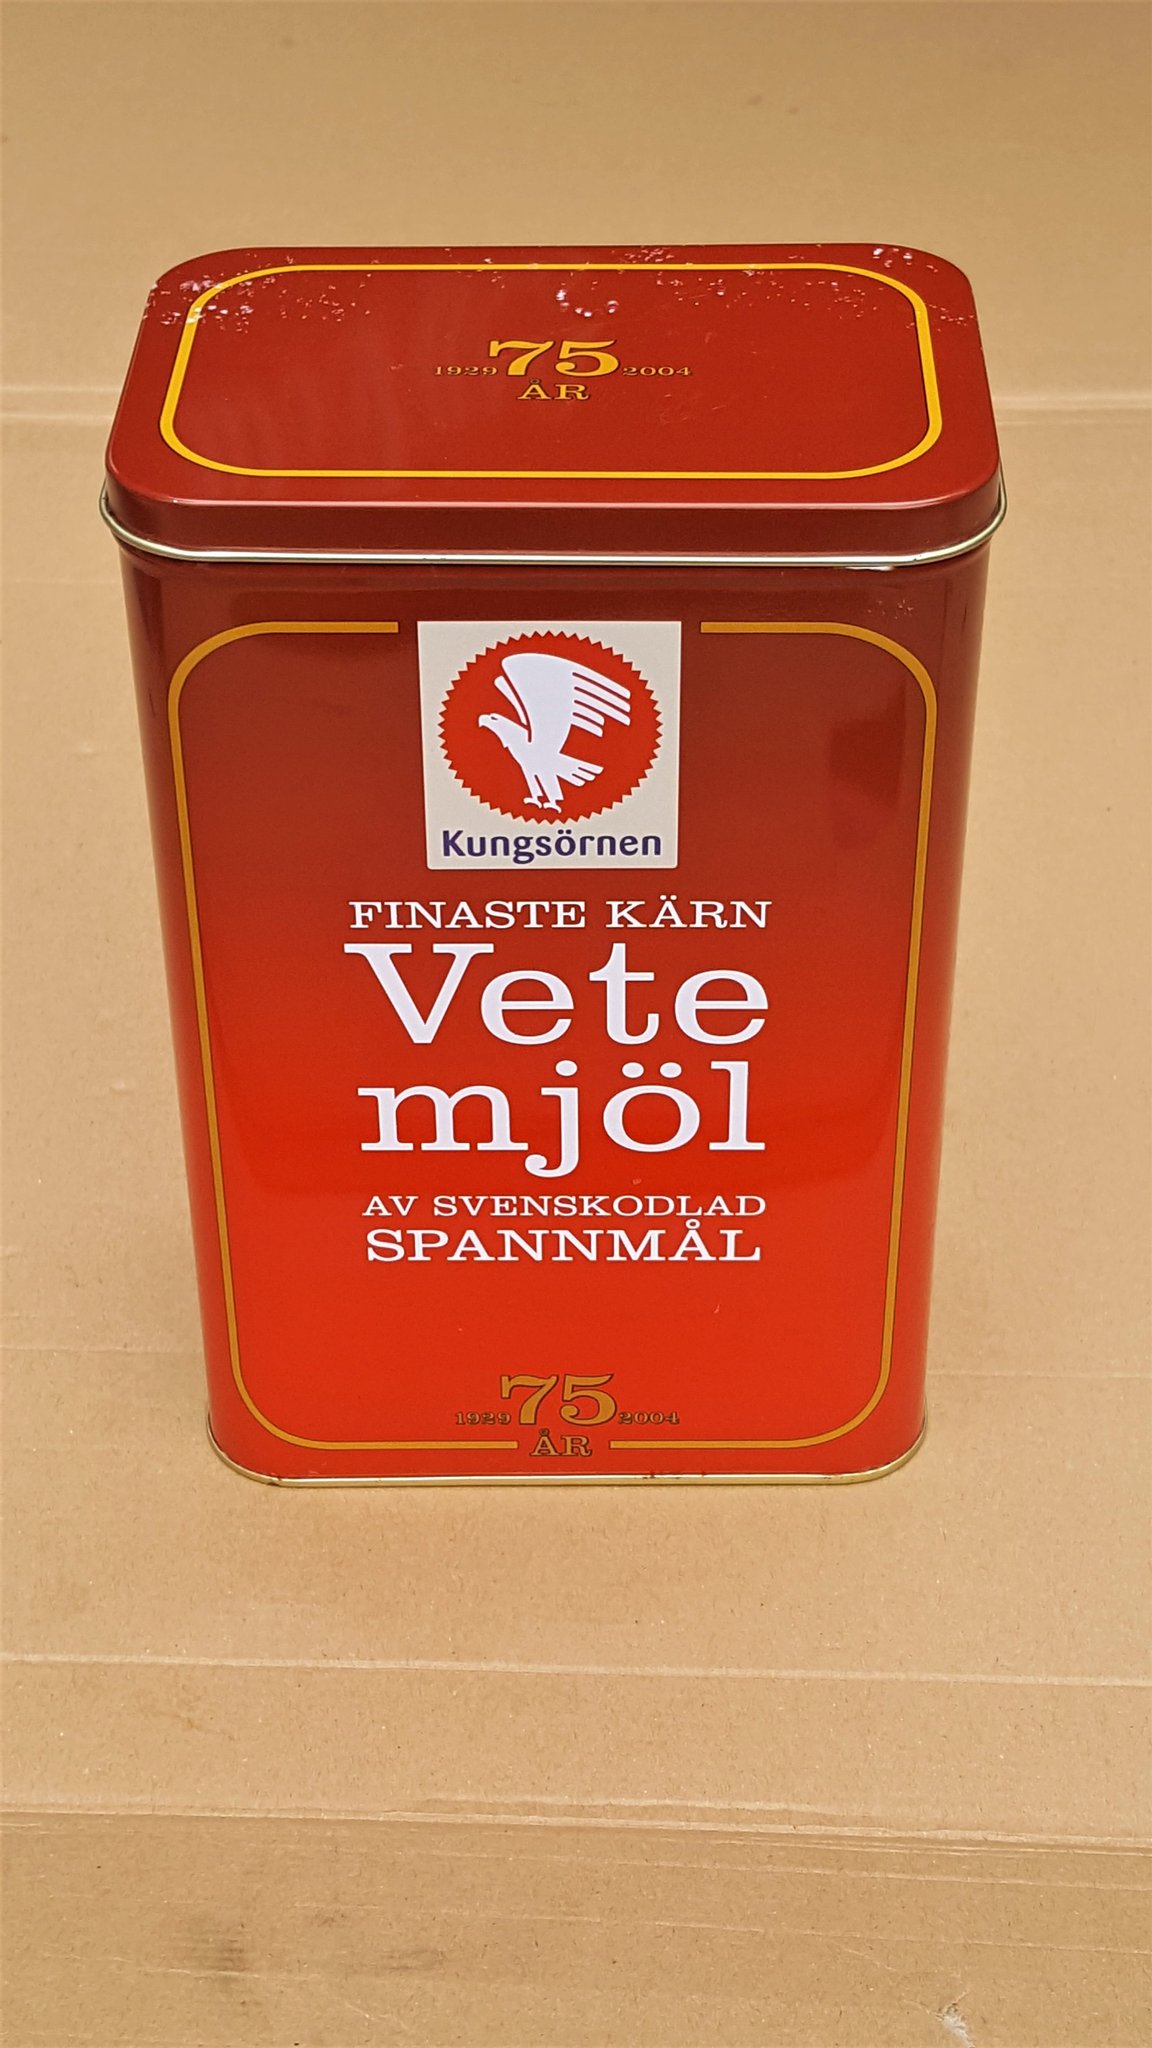 1929 75 2004
ÅR
Kungsörnen
FINASTE KÄRN
Vete
mjöl
AV SVENSKODLAD
SPANNMÅL
1929 75 2004
ÅR